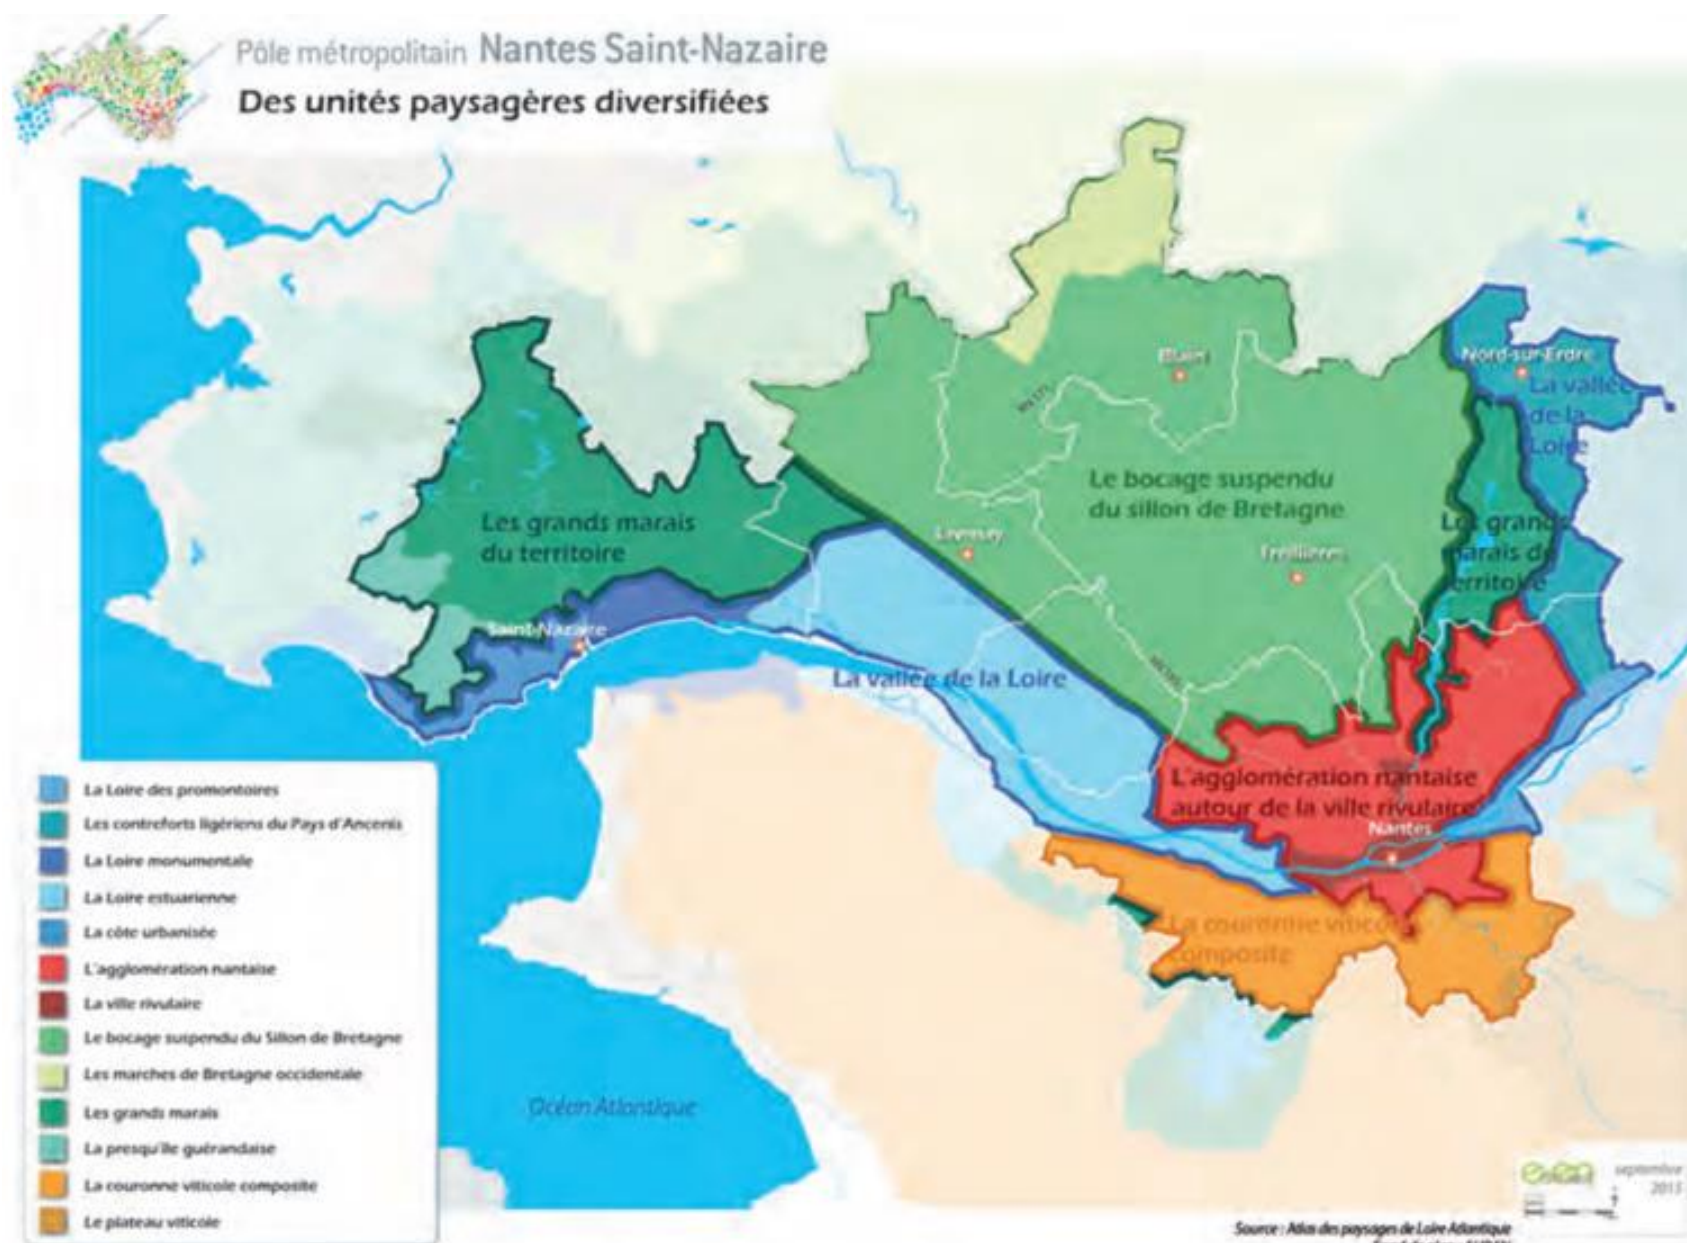 Pôle métropolitain Nantes Saint-Nazaire
Des unités paysagères diversifiées
Blain
Nord-sur-Erdre
La vallée
de la
Loire
Le bocage suspendu
du sillon de Bretagne
Les grands marais
du territoire
Les grands
marais du
territoire
Treillières
Saint-Nazaire
La vallée de la Loire
L'agglomération nantaise
autour de la ville rivulaire
Nantes
La couronne viticole
composite
La Loire des promontoires
Les contreforts ligériens du Pays d'Ancenis
La Loire monumentale
La Loire estuarienne
La côte urbanisée
L'agglomération nantaise
La ville rivulaire
Le bocage suspendu du Sillon de Bretagne
Les marches de Bretagne occidentale
Les grands marais
La presqu'île guérandaise
La couronne viticole composite
Le plateau viticole
Océan Atlantique
septembre
2013
Source : Atlas des paysages de Loire Atlantique